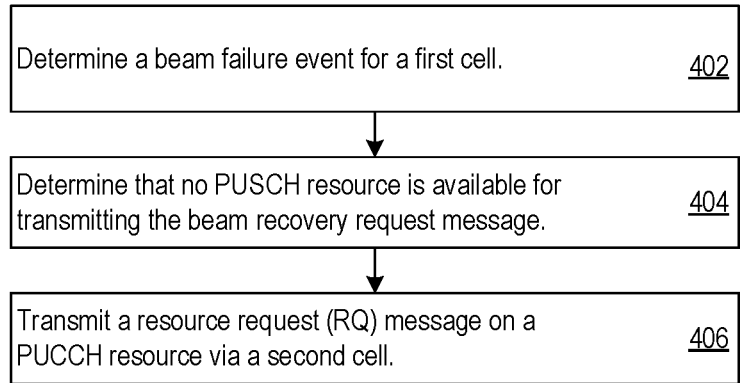 Determine a beam failure event for a first cell.
402
Determine that no PUSCH resource is available for
transmitting the beam recovery request message.
404
Transmit a resource request (RQ) message on a
PUCCH resource via a second cell.
406